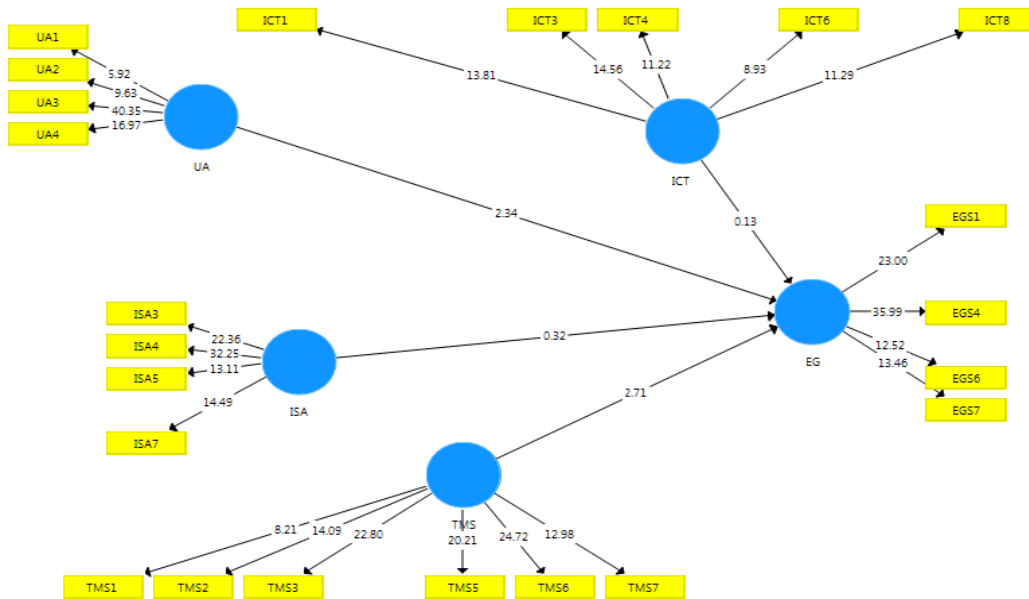 ICT1
ICT3
ICT4
ICT6
ICT8
UA1
UA2
UA3
UA4
5.92
9.63
40.35
16.97
UA
13.81
14.56
11.22
8.93
11.29
ICT
2.34
0.13
EGS1
23.00
EGS4
35.99
12.52
13.46
EGS6
EGS7
EG
ISA3
ISA4
ISA5
ISA7
22.36
32.25
13.11
14.49
ISA
0.32
2.71
TMS
8.21
14.09
22.80
20.21
24.72
12.98
TMS1
TMS2
TMS3
TMS5
TMS6
TMS7